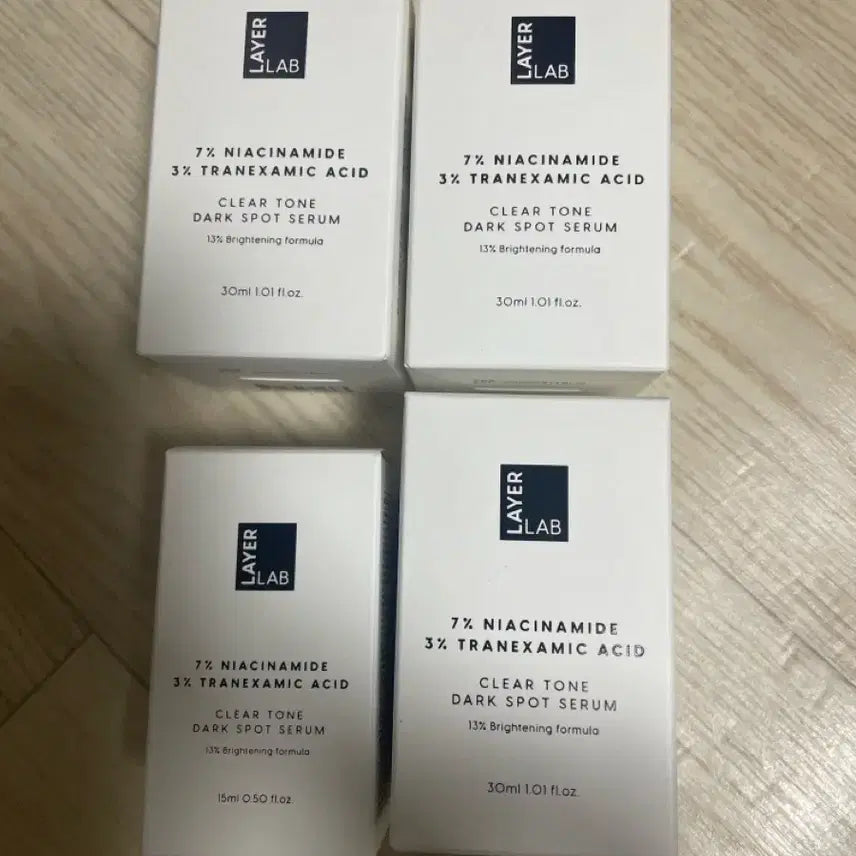 LAYER
LAB
7% NIACINAMIDE
3% TRANEXAMIC ACID
CLEAR TONE
DARK SPOT SERUM
13% Brightening formula
30ml 1.01 fl.oz.
LAYER
LAB
7% NIACINAMIDE
3% TRANEXAMIC ACID
CLEAR TONE
DARK SPOT SERUM
13% Brightening formula
30ml 1.01 fl.oz.
LAYER
LAB
7% NIACINAMIDE
3% TRANEXAMIC ACID
CLEAR TONE
DARK SPOT SERUM
13% Brightening formula
15ml 0.50 fl.oz.
LAYER
LAB
7% NIACINAMIDE
3% TRANEXAMIC ACID
CLEAR TONE
DARK SPOT SERUM
13% Brightening formula
30ml 1.01 fl.oz.